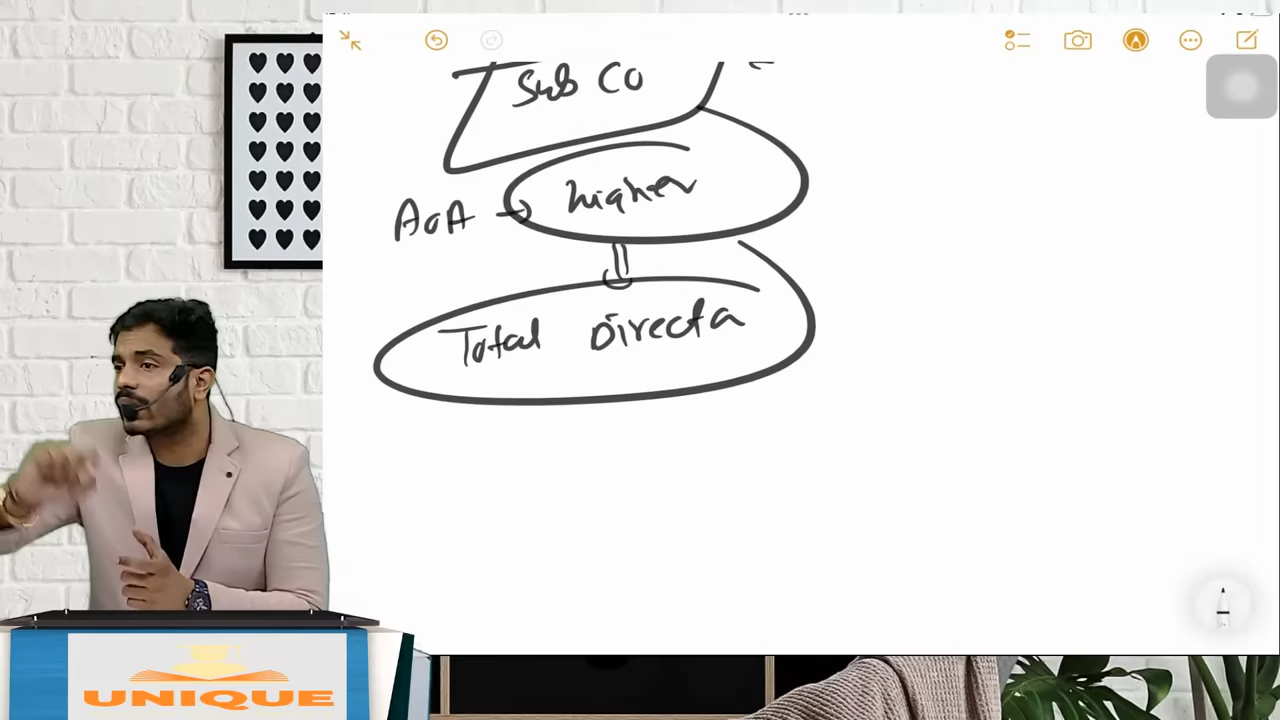 Sub Co
AOA → higher
Total Directa
UNIQUE